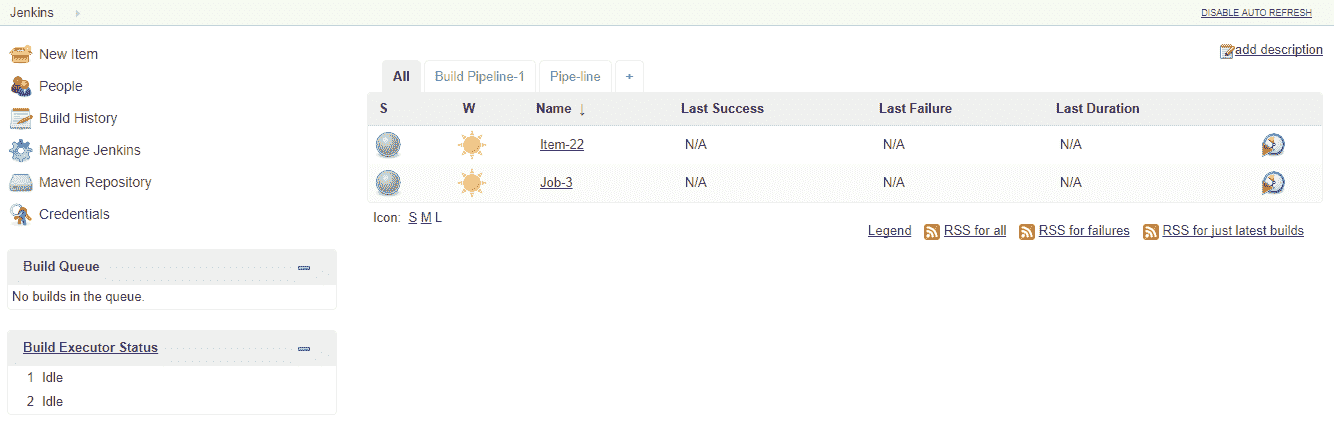 Jenkins
DISABLE AUTO REFRESH
New Item
People
Build History
Manage Jenkins
Maven Repository
Credentials
Build Queue
No builds in the queue.
Build Executor Status
1 Idle
2 Idle
add description
All Build Pipeline-1 Pipe-line +
S W Name ↓ Last Success Last Failure Last Duration
Item-22 N/A N/A N/A
Job-3 N/A N/A N/A
Icon: S M L
Legend RSS for all RSS for failures RSS for just latest builds